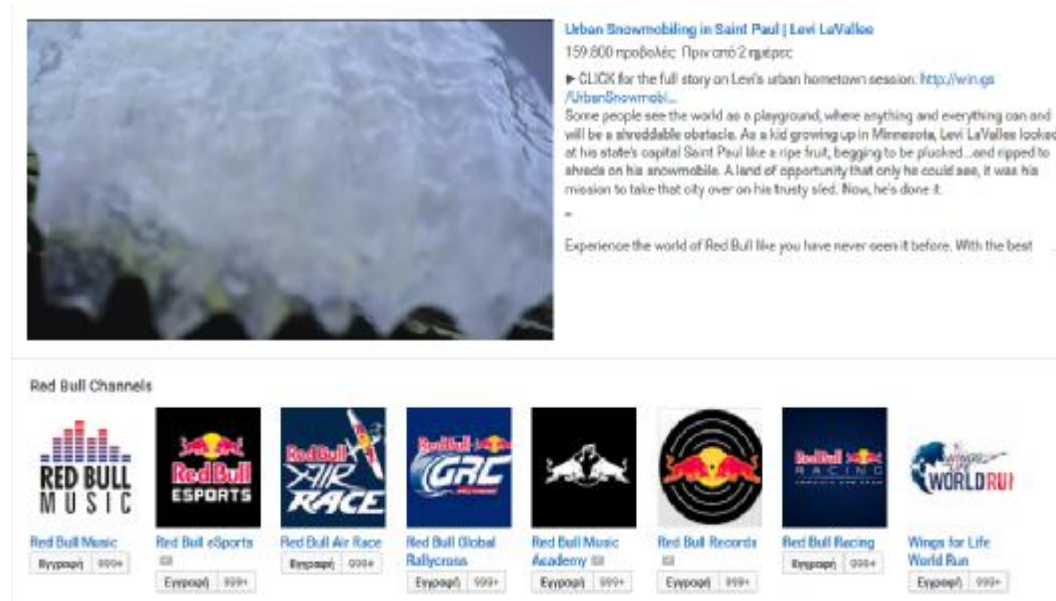 Urban Snowmobiling in Saint Paul | Levi LaVallee
159.800 προβολές Πριν από 2 ημέρες
► CLICK for the full story on Levi's urban hometown session: http://win.gs
/UrbanSnowmobi...
Some people see the world as a playground, where anything and everything can and
will be a shreddable obstacle. As a kid growing up in Minnesota, Levi LaVallee looked
at his state's capital Saint Paul like a ripe fruit, begging to be plucked...and ripped to
shreds on his snowmobile. A land of opportunity that only he could see, it was his
mission to take that city over on his trusty sled. Now, he's done it.
-
Experience the world of Red Bull like you have never seen it before. With the best
Red Bull Channels
RED BULL
MUSIC
Red Bull
ESPORTS
Red Bull
AIR
RACE
Red Bull
GRC
Red Bull
RACING
WINGS FOR LIFE
WORLD RUN
Red Bull Music
Εγγραφή 999+
Red Bull eSports
Εγγραφή 999+
Red Bull Air Race
Εγγραφή 999+
Red Bull Global
Rallycross
Εγγραφή 999+
Red Bull Music
Academy
Εγγραφή 999+
Red Bull Records
Εγγραφή 999+
Red Bull Racing
Εγγραφή 999+
Wings for Life
World Run
Εγγραφή 999+